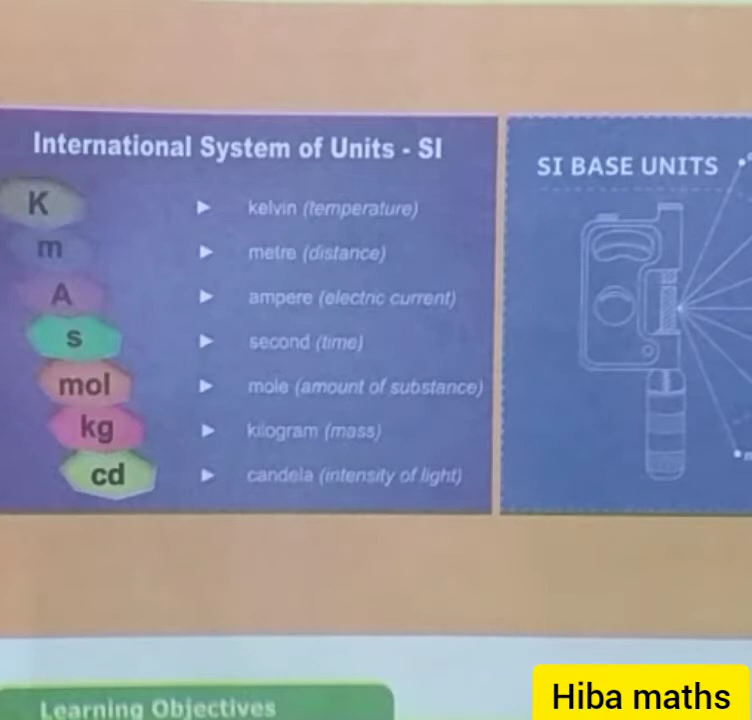 International System of Units - SI
K ► kelvin (temperature)
m ► metre (distance)
A ► ampere (electric current)
s ► second (time)
mol ► mole (amount of substance)
kg ► kilogram (mass)
cd ► candela (intensity of light)
SI BASE UNITS
Learning Objectives
Hiba maths